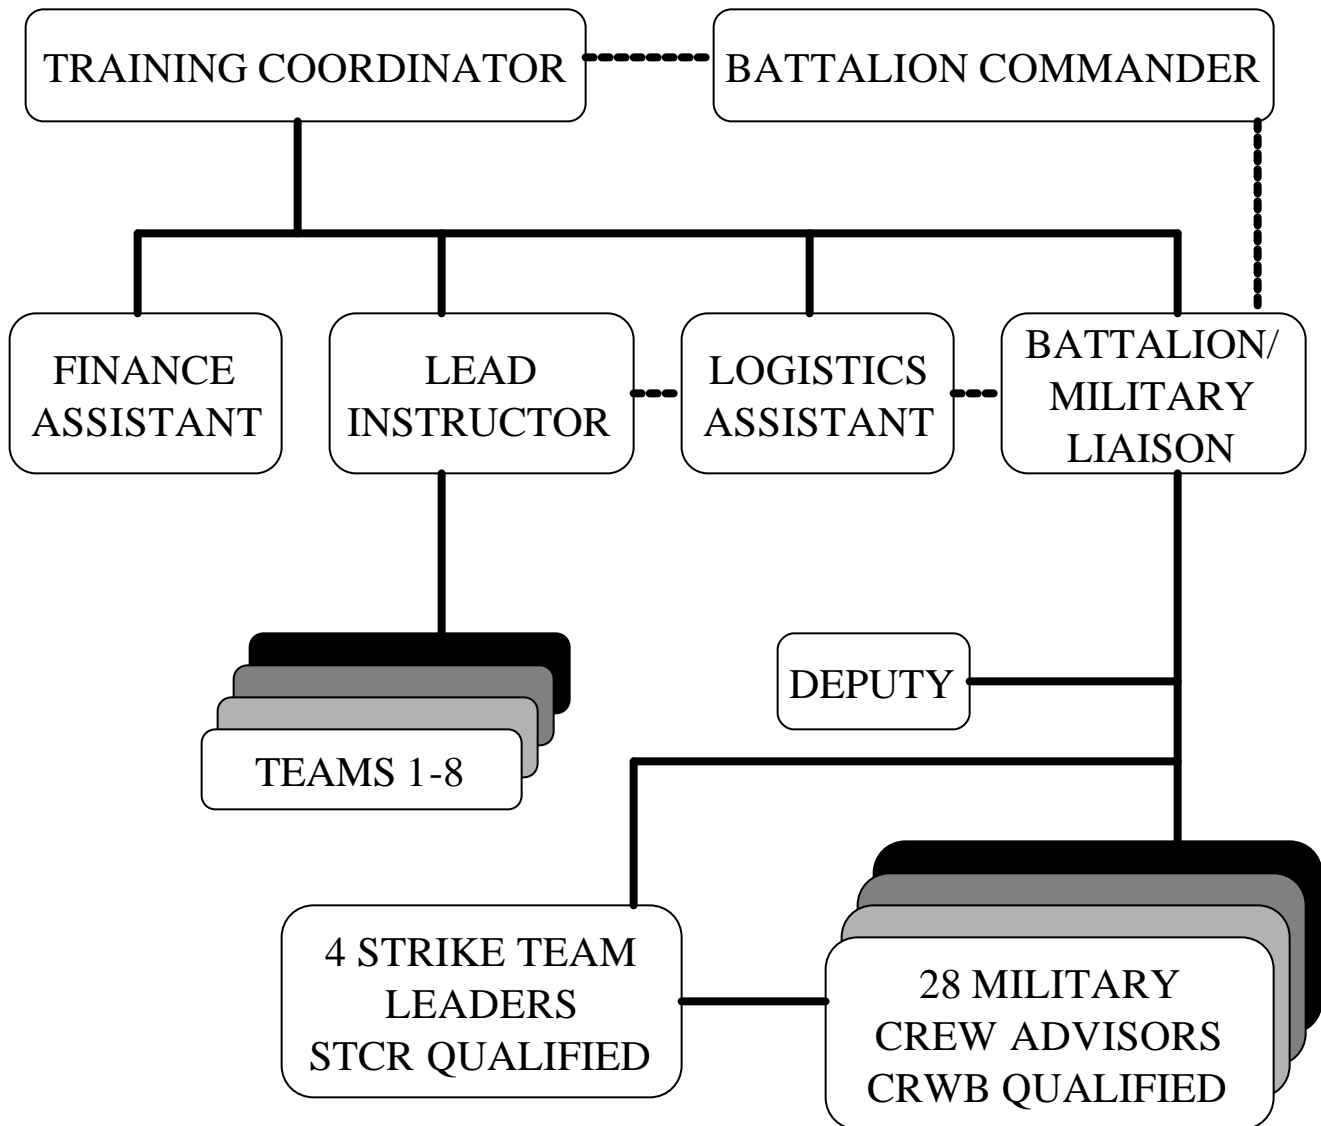 TRAINING COORDINATOR
BATTALION COMMANDER
FINANCE
ASSISTANT
LEAD
INSTRUCTOR
LOGISTICS
ASSISTANT
BATTALION/
MILITARY
LIAISON
DEPUTY
TEAMS 1-8
4 STRIKE TEAM
LEADERS
STCR QUALIFIED
28 MILITARY
CREW ADVISORS
CRWB QUALIFIED